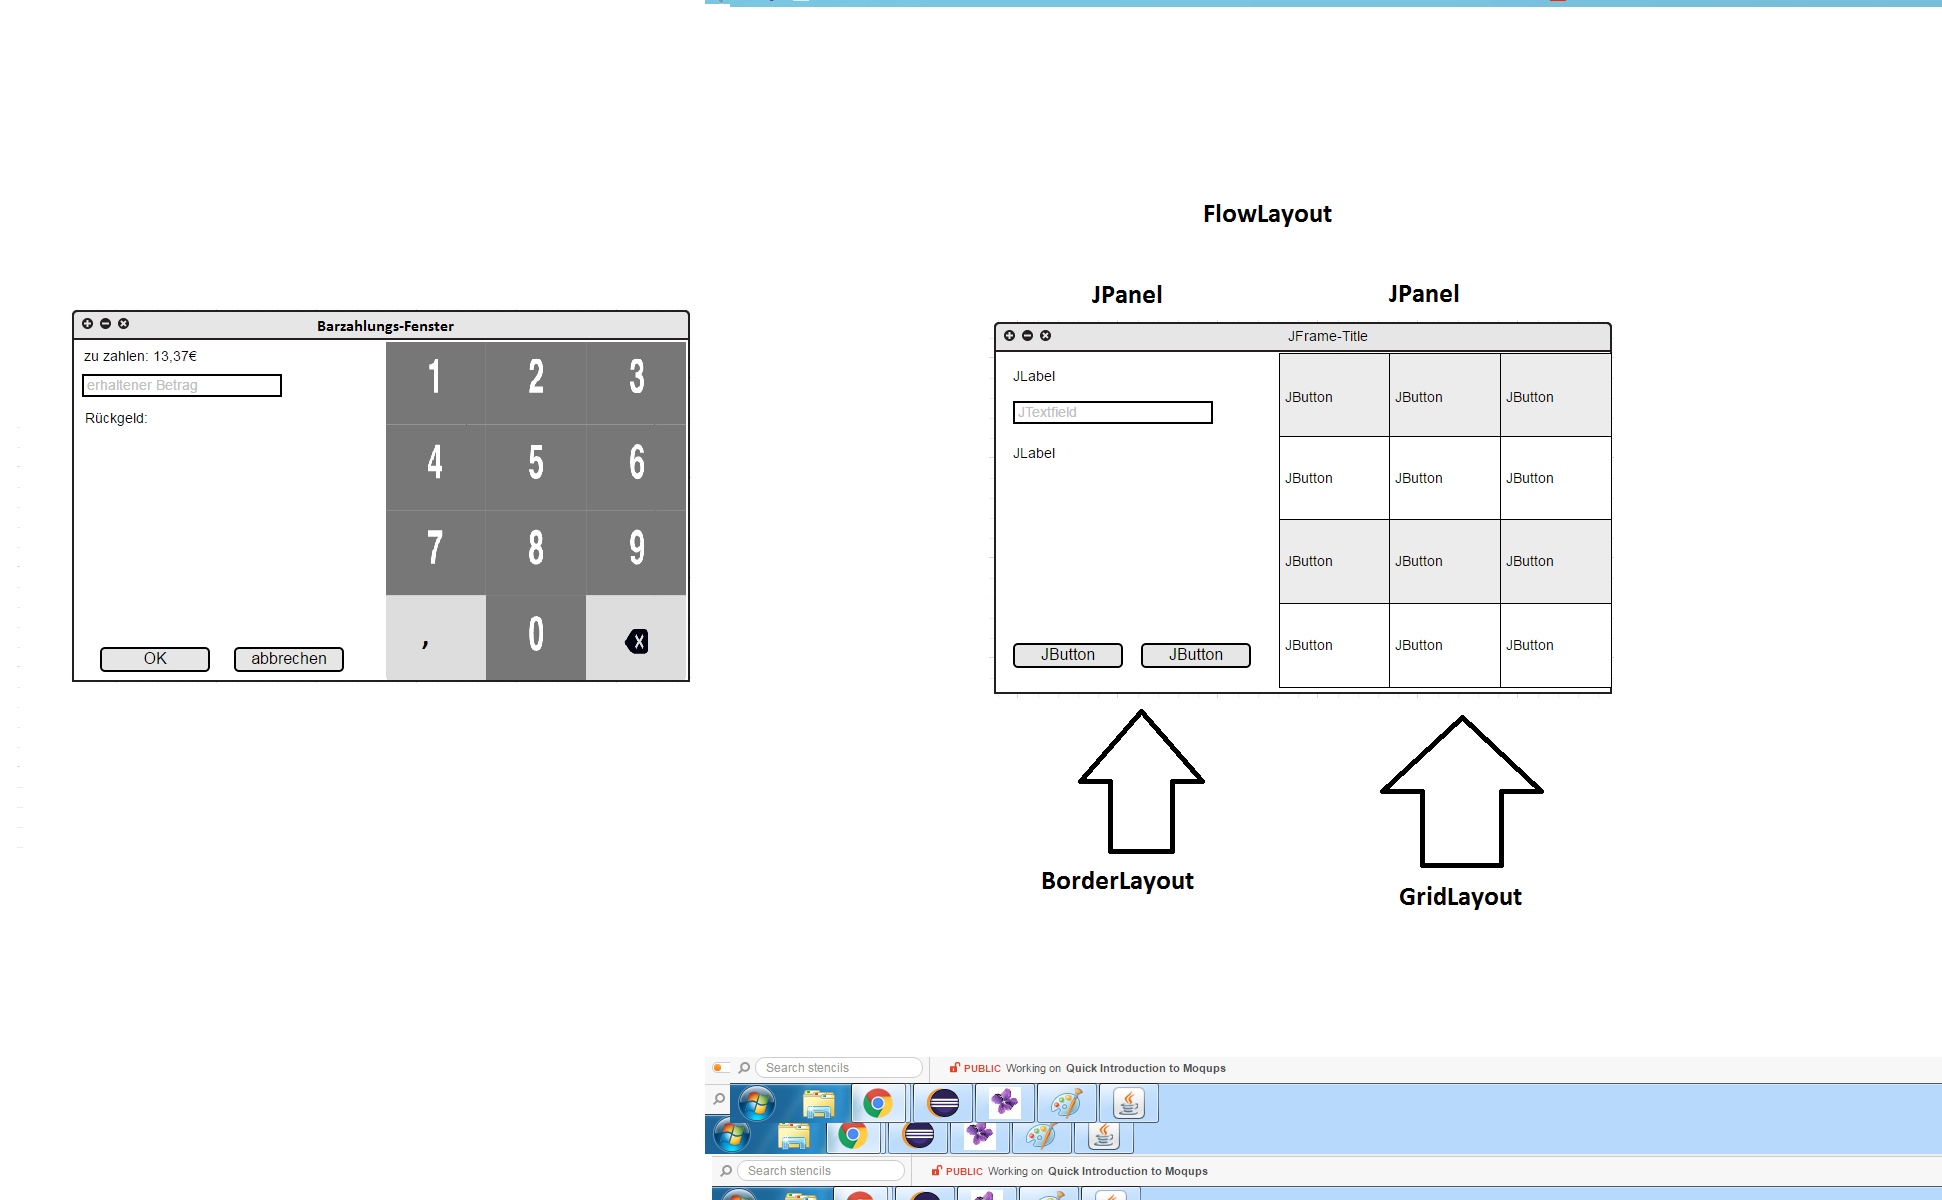 FlowLayout
JPanel
JPanel
Barzahlungs-Fenster
zu zahlen: 13,37€
erhaltener Betrag
Rückgeld:
1 2 3
4 5 6
7 8 9
, 0 X
OK abbrechen
JFrame-Title
JLabel
JTextfield
JLabel
JButton JButton
JButton JButton JButton
JButton JButton JButton
JButton JButton JButton
JButton JButton JButton
BorderLayout
GridLayout
Search stencils
PUBLIC Working on Quick Introduction to Moqups
Search stencils
PUBLIC Working on Quick Introduction to Moqups